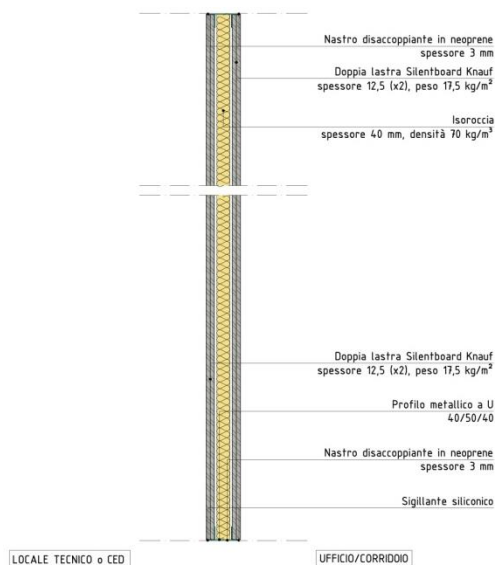 Nastro disaccoppiante in neoprene
spessore 3 mm
Doppia lastra Silentboard Knauf
spessore 12,5 (x2), peso 17,5 kg/m²
Isoroccia
spessore 40 mm, densità 70 kg/m³
Doppia lastra Silentboard Knauf
spessore 12,5 (x2), peso 17,5 kg/m²
Profilo metallico a U
40/50/40
Nastro disaccoppiante in neoprene
spessore 3 mm
Sigillante siliconico
LOCALE TECNICO o CED
UFFICIO/CORRIDOIO